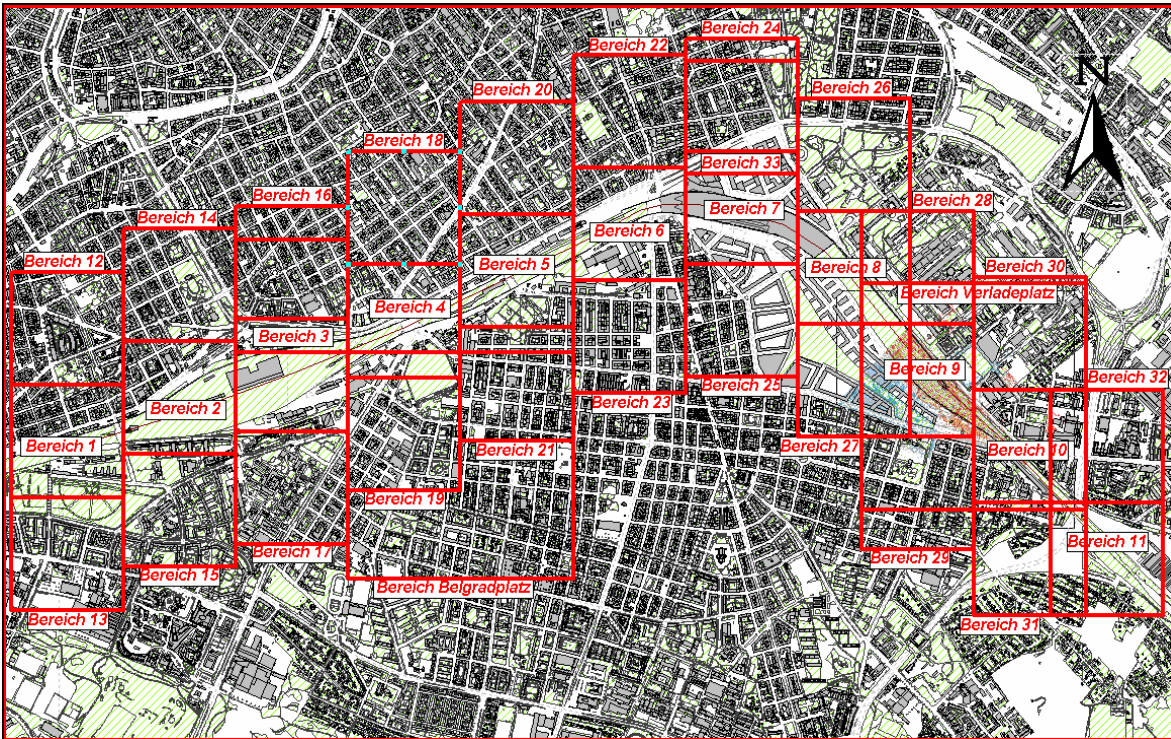 Bereich 24
Bereich 22
N
Bereich 20
Bereich 26
Bereich 18
Bereich 33
Bereich 16
Bereich 28
Bereich 14
Bereich 7
Bereich 6
Bereich 12
Bereich 5
Bereich 8
Bereich 30
Bereich Verladeplatz
Bereich 4
Bereich 3
Bereich 9
Bereich 32
Bereich 25
Bereich 23
Bereich 2
Bereich 1
Bereich 27
Bereich 21
Bereich 10
Bereich 19
Bereich 11
Bereich 17
Bereich 29
Bereich 15
Bereich Belgradplatz
Bereich 13
Bereich 31